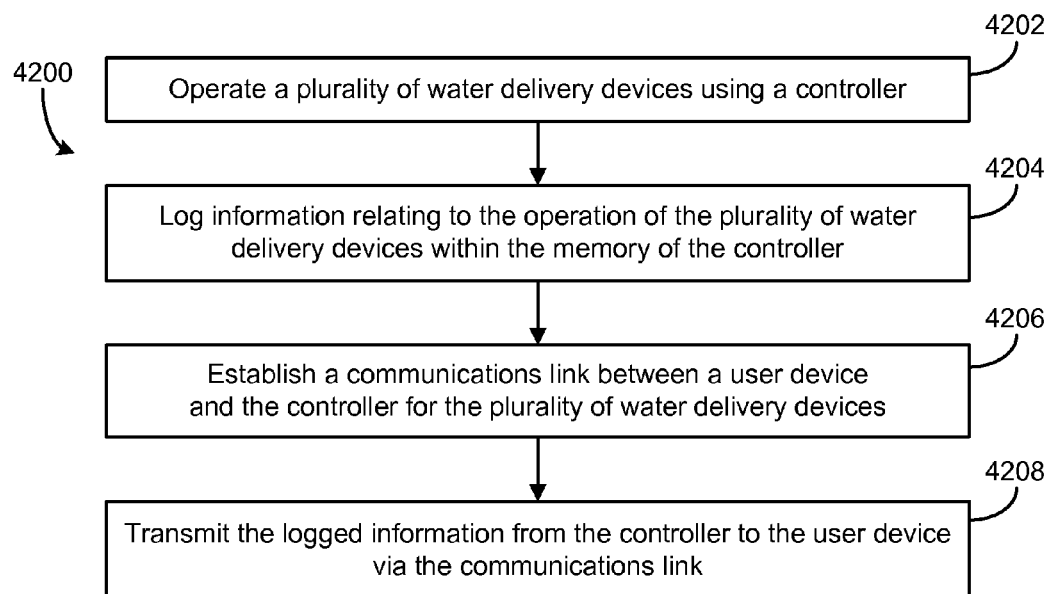 4202
4200
Operate a plurality of water delivery devices using a controller
4204
Log information relating to the operation of the plurality of water
delivery devices within the memory of the controller
4206
Establish a communications link between a user device
and the controller for the plurality of water delivery devices
4208
Transmit the logged information from the controller to the user device
via the communications link